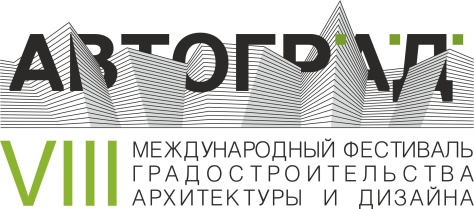 АВТОГРАД
VIII МЕЖДУНАРОДНЫЙ ФЕСТИВАЛЬ
ГРАДОСТРОИТЕЛЬСТВА
АРХИТЕКТУРЫ И ДИЗАЙНА